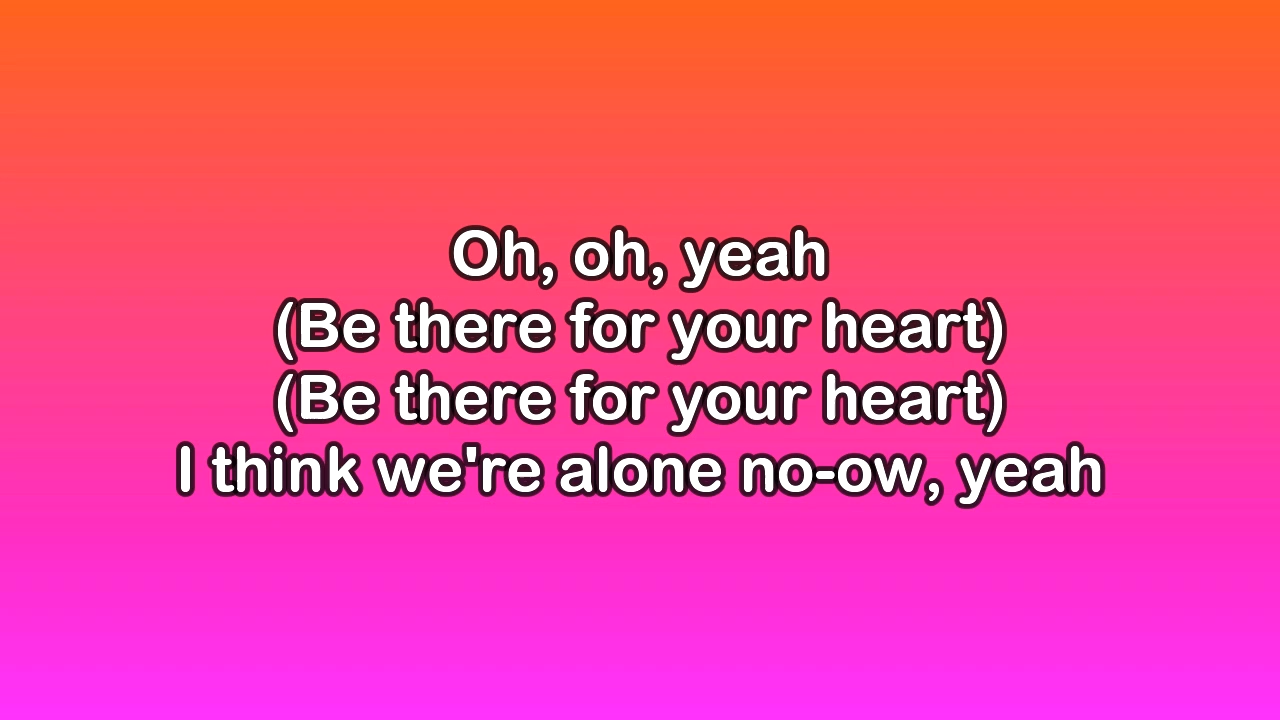 Oh, oh, yeah
(Be there for your heart)
(Be there for your heart)
I think we're alone no-ow, yeah